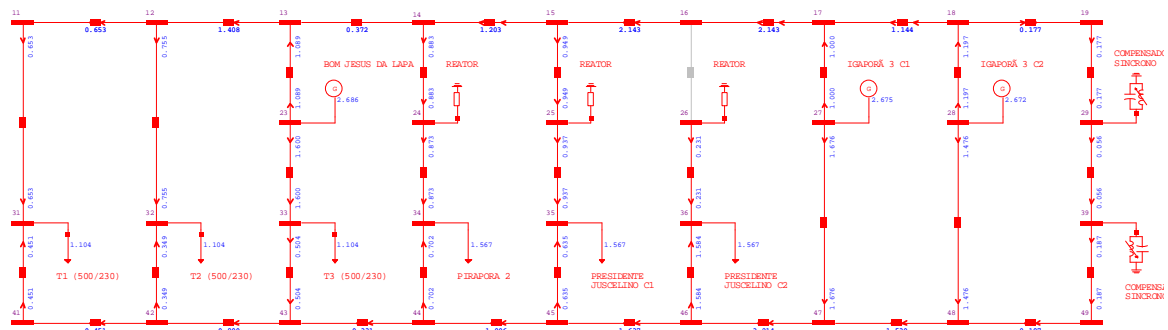 11 12 13 14 15 16 17 18 19
0.653 1.408 0.372 1.203 2.143 2.143 1.144 0.177
0.653 0.755 1.089 0.883 0.949 1.000 1.197 0.177
BOM JESUS DA LAPA REATOR REATOR REATOR IGAPORÃ 3 C1 IGAPORÃ 3 C2
COMPENSADO
SINCRONO
G G G
2.686 2.675 2.672
1.089 0.883 0.949 1.000 1.197 0.177
23 24 25 26 27 28 29
1.600 0.873 0.937 0.231 1.676 1.476 0.056
0.653 0.755 1.600 0.873 0.937 0.231 0.056
31 32 33 34 35 36 39
0.451 0.349 0.504 0.702 0.635 1.584 0.187
1.104 1.104 1.104 1.567 1.567 1.567
T1 (500/230) T2 (500/230) T3 (500/230) PIRAPORA 2 PRESIDENTE
JUSCELINO C1
PRESIDENTE
JUSCELINO C2
COMPENSA
SINCRONO
0.451 0.349 0.504 0.702 0.635 1.584 1.676 1.476 0.187
41 42 43 44 45 46 47 48 49